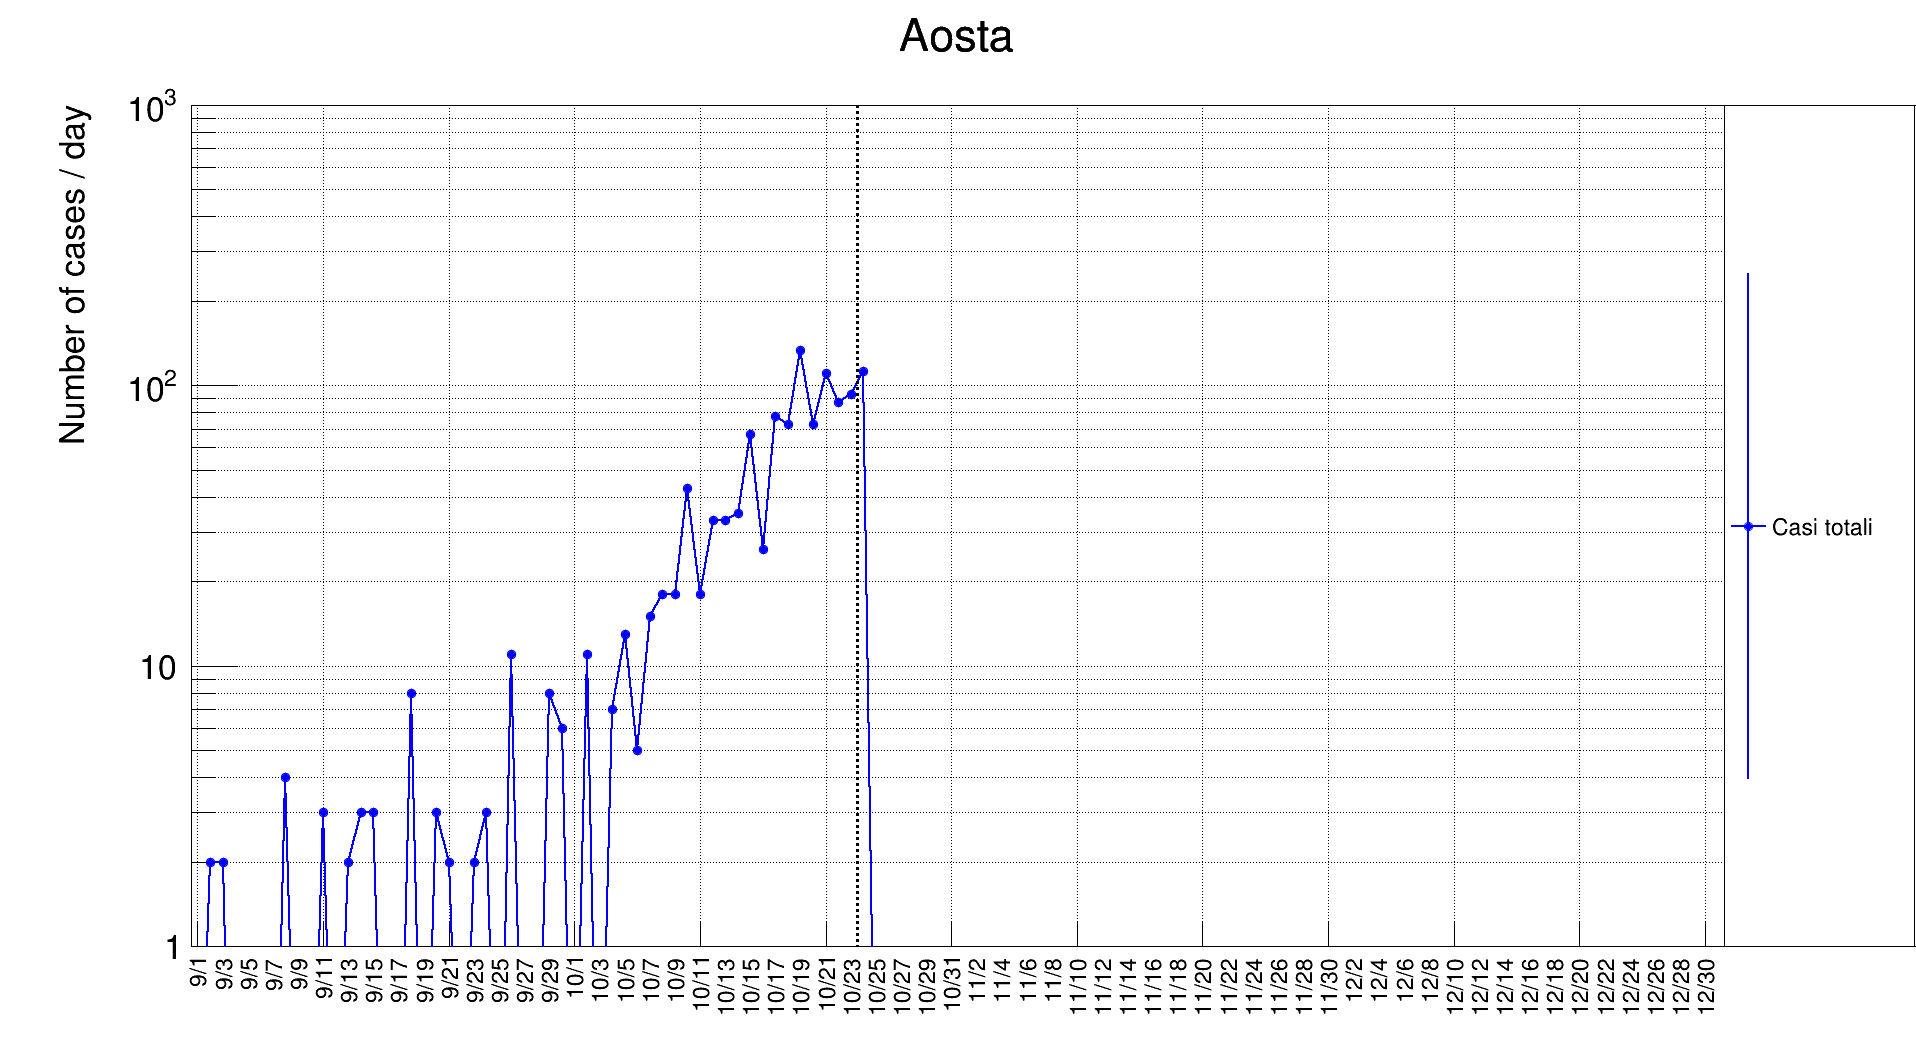 Aosta
Number of cases / day
10³
10²
10
1
9/1 9/3 9/5 9/7 9/9 9/11 9/13 9/15 9/17 9/19 9/21 9/23 9/25 9/27 9/29 10/1 10/3 10/5 10/7 10/9 10/11 10/13 10/15 10/17 10/19 10/21 10/23 10/25 10/27 10/29 10/31 11/2 11/4 11/6 11/8 11/10 11/12 11/14 11/16 11/18 11/20 11/22 11/24 11/26 11/28 11/30 12/2 12/4 12/6 12/8 12/10 12/12 12/14 12/16 12/18 12/20 12/22 12/24 12/26 12/28 12/30
Casi totali